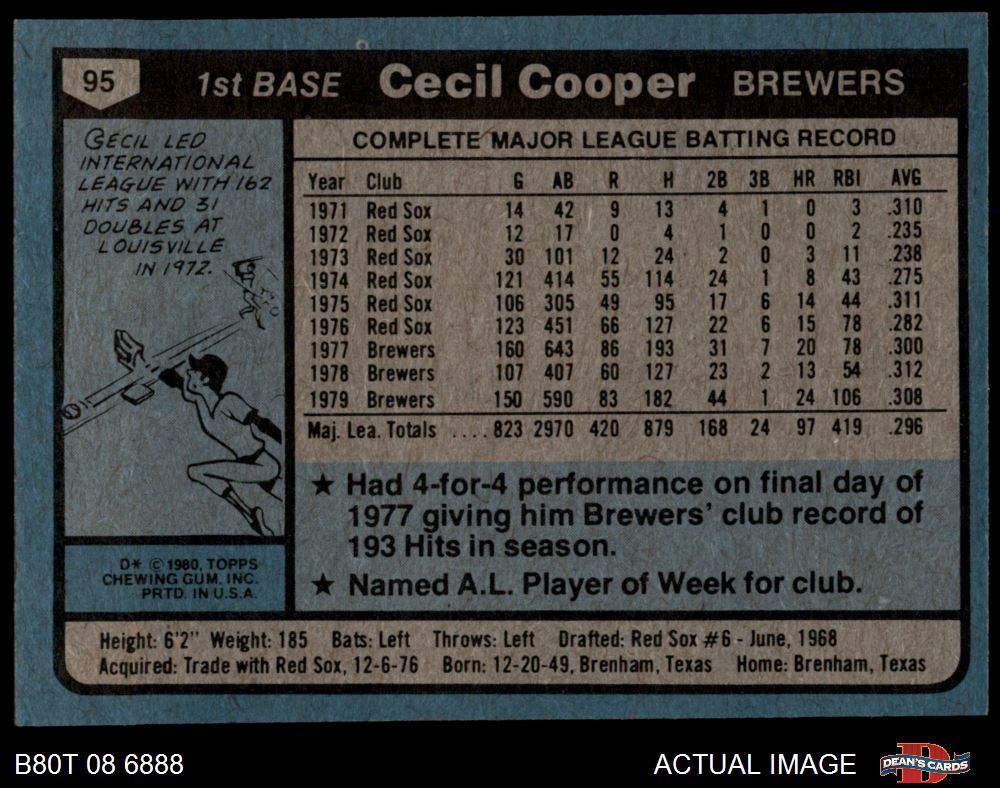 95 1st BASE Cecil Cooper BREWERS
CECIL LED
INTERNATIONAL
LEAGUE WITH 162
HITS AND 31
DOUBLES AT
LOUISVILLE
IN 1972.
D* © 1980, TOPPS
CHEWING GUM, INC.
PRTD. IN U.S.A.
COMPLETE MAJOR LEAGUE BATTING RECORD
Year Club G AB R H 2B 3B HR RBI AVG
1971 Red Sox 14 42 9 13 4 1 0 3 .310
1972 Red Sox 12 17 0 4 1 0 0 2 .235
1973 Red Sox 30 101 12 24 2 0 3 11 .238
1974 Red Sox 121 414 55 114 24 1 8 43 .275
1975 Red Sox 106 305 49 95 17 6 14 44 .311
1976 Red Sox 123 451 66 127 22 6 15 78 .282
1977 Brewers 160 643 86 193 31 7 20 78 .300
1978 Brewers 107 407 60 127 23 2 13 54 .312
1979 Brewers 150 590 83 182 44 1 24 106 .308
Maj. Lea. Totals .... 823 2970 420 879 168 24 97 419 .296
★ Had 4-for-4 performance on final day of
1977 giving him Brewers' club record of
193 Hits in season.
★ Named A.L. Player of Week for club.
Height: 6'2" Weight: 185 Bats: Left Throws: Left Drafted: Red Sox #6 - June, 1968
Acquired: Trade with Red Sox, 12-6-76 Born: 12-20-49, Brenham, Texas Home: Brenham, Texas
B80T 08 6888 ACTUAL IMAGE DEAN'S CARDS